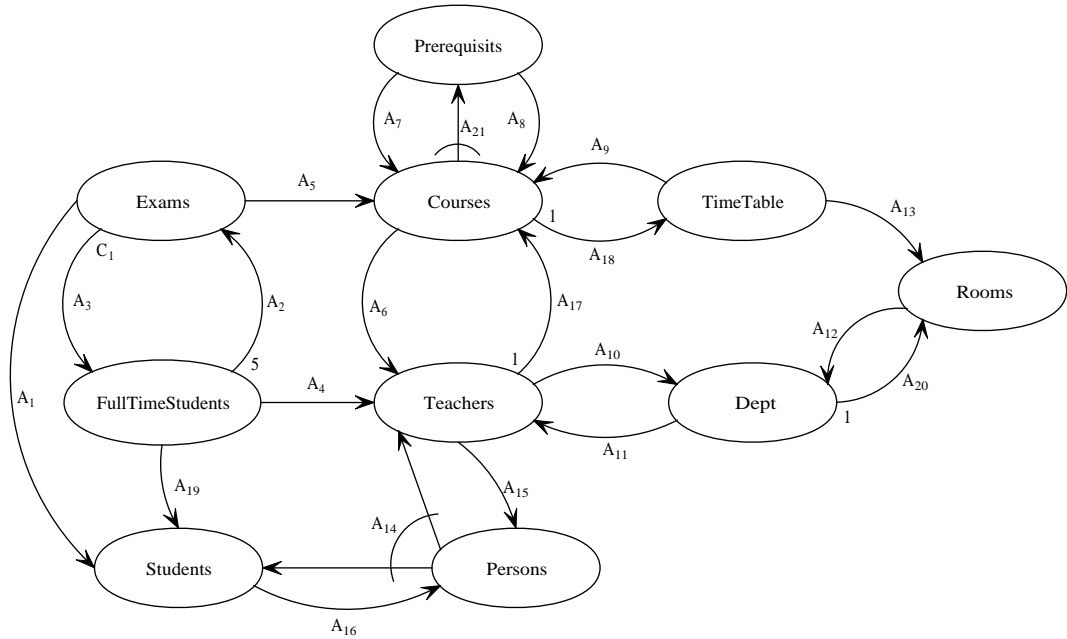 Prerequisits
A7
A21
A8
A9
Exams
A5
Courses
TimeTable
A13
1
C1
A18
Rooms
A3
A2
A6
A17
A12
1
A10
A20
5
A1
FullTimeStudents
A4
Teachers
Dept
1
A11
A19
A15
A14
Students
Persons
A16